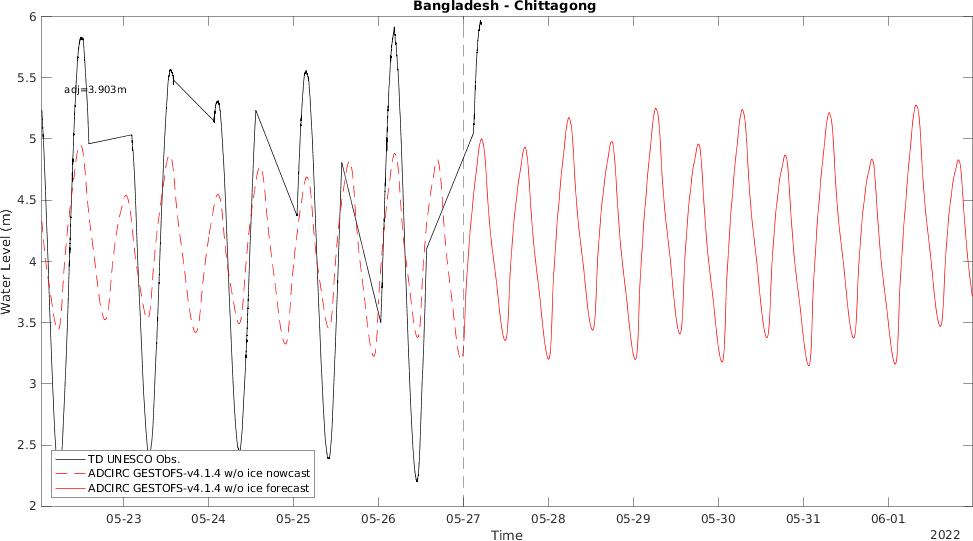 Bangladesh - Chittagong
6
5.5
adj=3.903m
5
4.5
4
3.5
3
2.5
2
Water Level (m)
TD UNESCO Obs.
ADCIRC GESTOFS-v4.1.4 w/o ice nowcast
ADCIRC GESTOFS-v4.1.4 w/o ice forecast
05-23 05-24 05-25 05-26 05-27 05-28 05-29 05-30 05-31 06-01
Time
2022